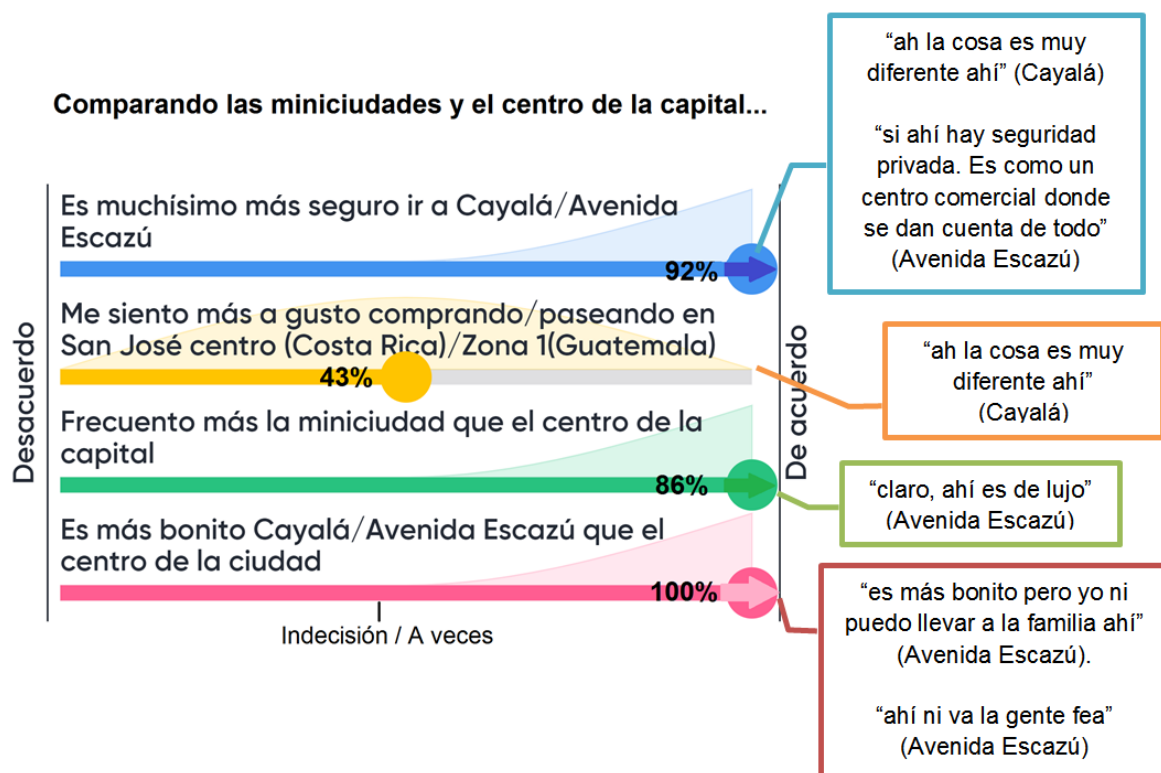 Comparando las miniciudades y el centro de la capital...
Desacuerdo
Es muchísimo más seguro ir a Cayalá/Avenida
Escazú
92%
Me siento más a gusto comprando/paseando en
San José centro (Costa Rica)/Zona 1(Guatemala)
43%
Frecuento más la miniciudad que el centro de la
capital
86%
Es más bonito Cayalá/Avenida Escazú que el
centro de la ciudad
100%
Indecisión / A veces
De acuerdo
“ah la cosa es muy
diferente ahí” (Cayalá)
“si ahí hay seguridad
privada. Es como un
centro comercial donde
se dan cuenta de todo”
(Avenida Escazú)
“ah la cosa es muy
diferente ahí”
(Cayalá)
“claro, ahí es de lujo”
(Avenida Escazú)
“es más bonito pero yo ni
puedo llevar a la familia ahí”
(Avenida Escazú).
“ahí ni va la gente fea”
(Avenida Escazú)